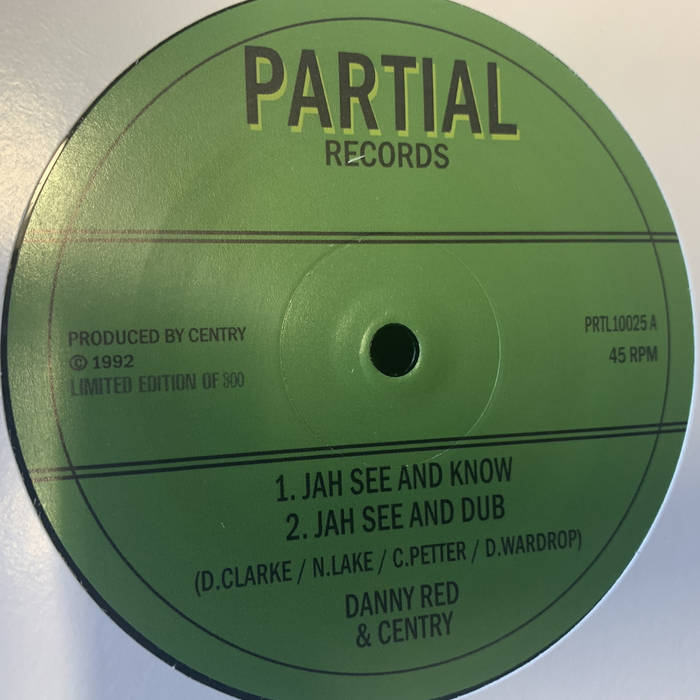 PARTIAL
RECORDS
PRODUCED BY CENTRY
© 1992
LIMITED EDITION OF 300
PRTL10025 A
45 RPM
1. JAH SEE AND KNOW
2. JAH SEE AND DUB
(D.CLARKE / N.LAKE / C.PETTER / D.WARDROP)
DANNY RED
& CENTRY